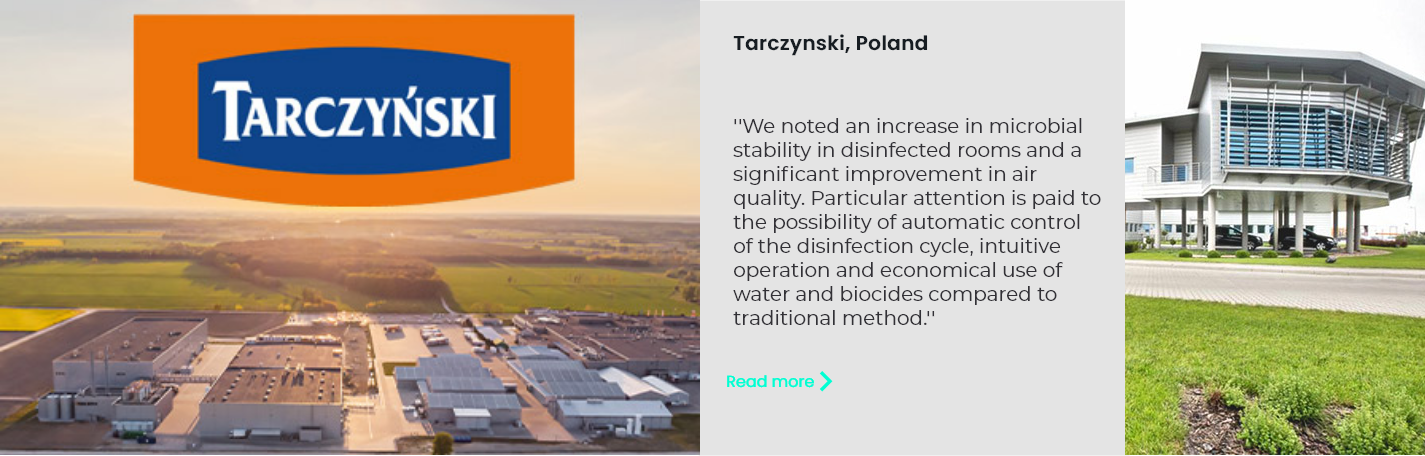 TARCZYŃSKI
Tarczynski, Poland
''We noted an increase in microbial
stability in disinfected rooms and a
significant improvement in air
quality. Particular attention is paid to
the possibility of automatic control
of the disinfection cycle, intuitive
operation and economical use of
water and biocides compared to
traditional method.''
Read more